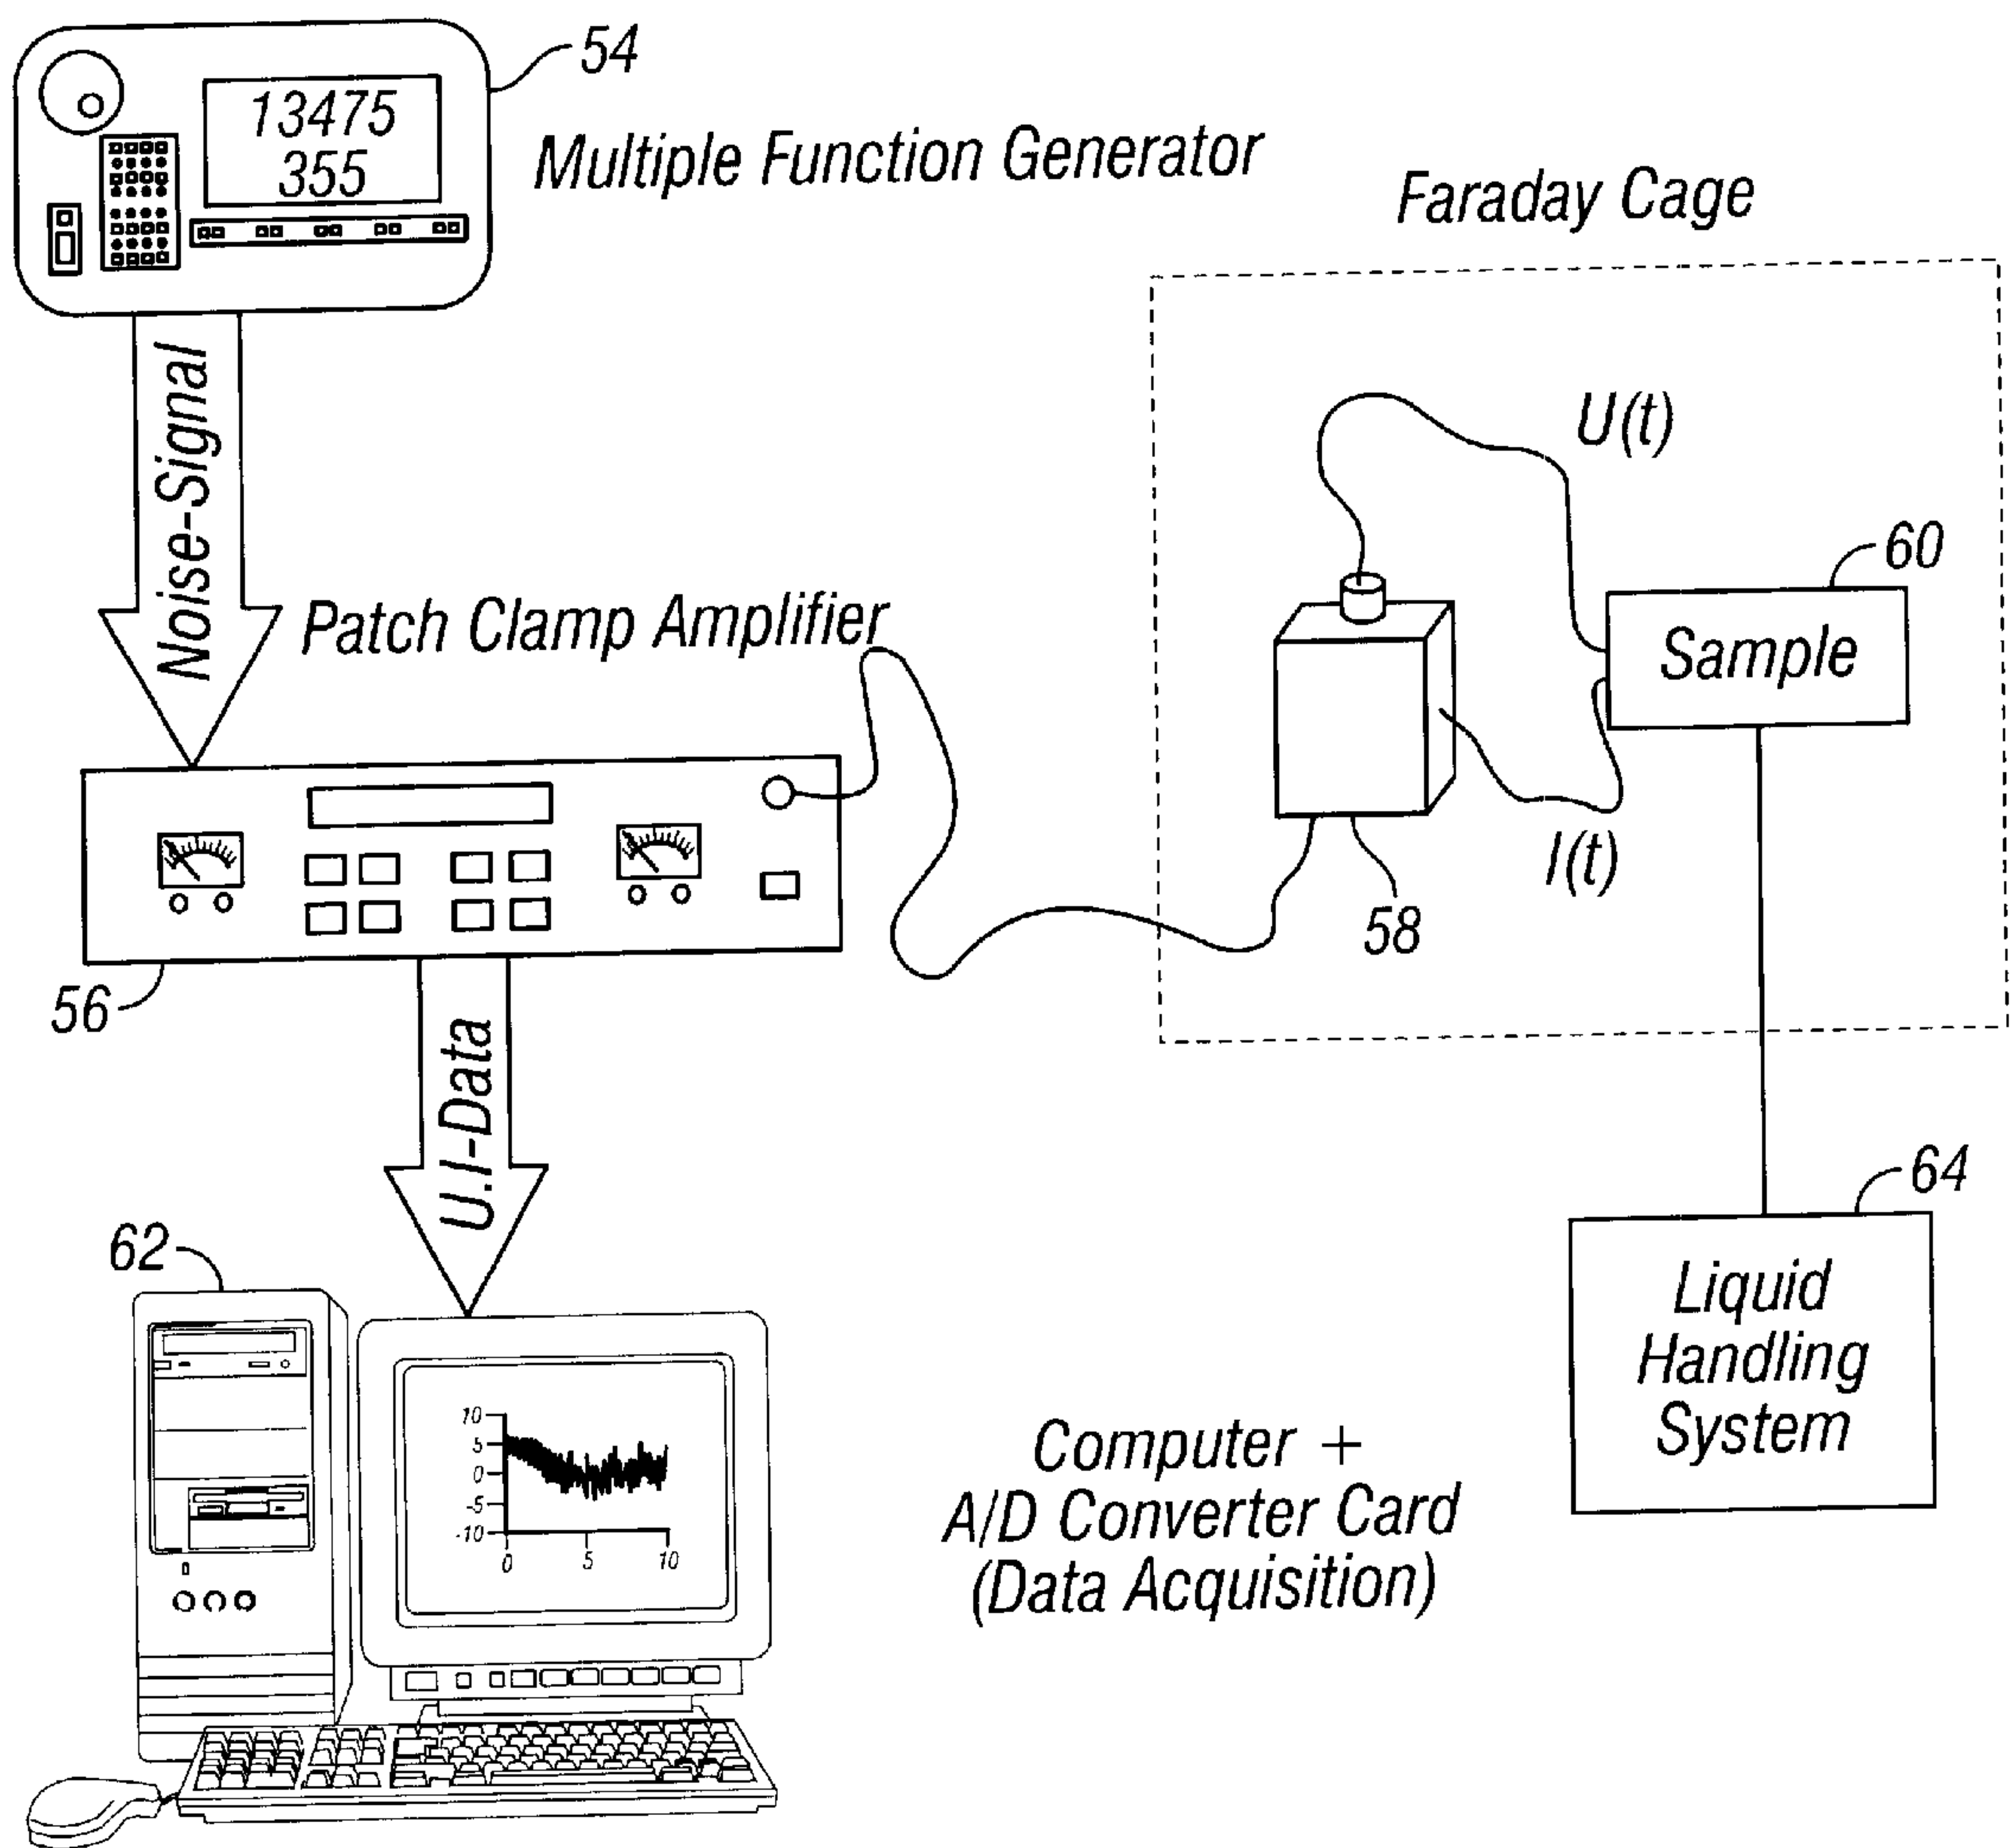 54
13475
355
Multiple Function Generator
Faraday Cage
Noise-Signal
U(t)
60
Sample
Patch Clamp Amplifier
I(t)
58
56
U.I-Data
64
Liquid
Handling
System
62
10
5
0
-5
-10
0
5
10
Computer +
A/D Converter Card
(Data Acquisition)